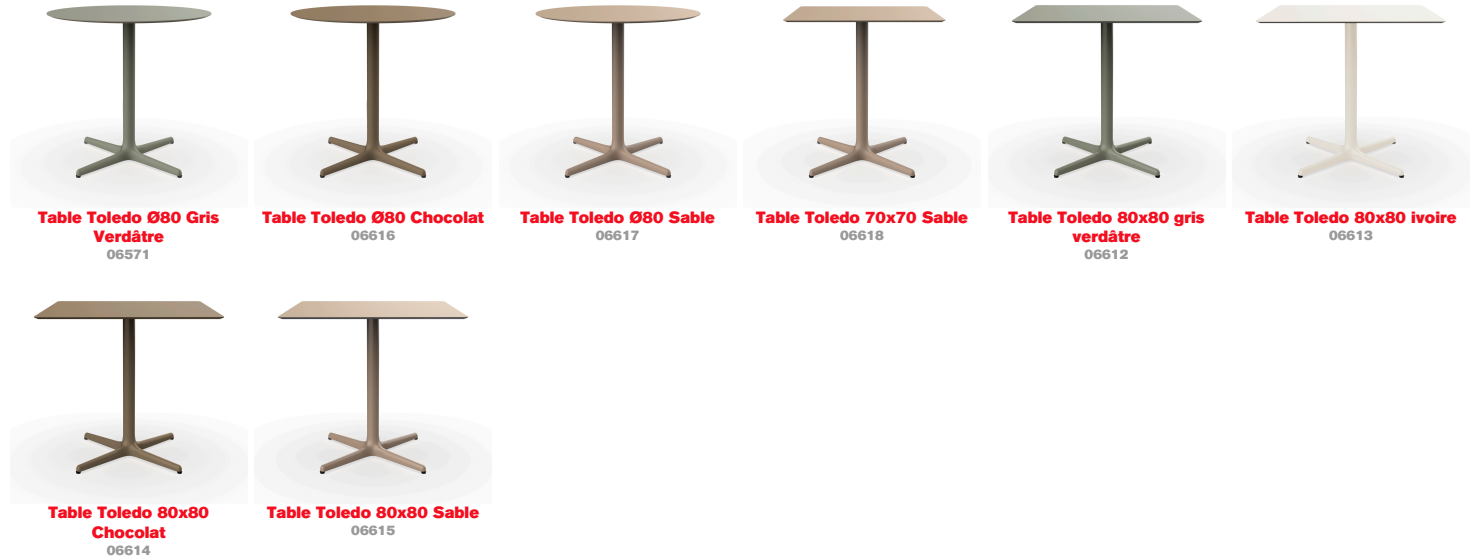 Table Toledo Ø80 Gris
Verdâtre
06571
Table Toledo Ø80 Chocolat
06616
Table Toledo Ø80 Sable
06617
Table Toledo 70x70 Sable
06618
Table Toledo 80x80 gris
verdâtre
06612
Table Toledo 80x80 ivoire
06613
Table Toledo 80x80
Chocolat
06614
Table Toledo 80x80 Sable
06615